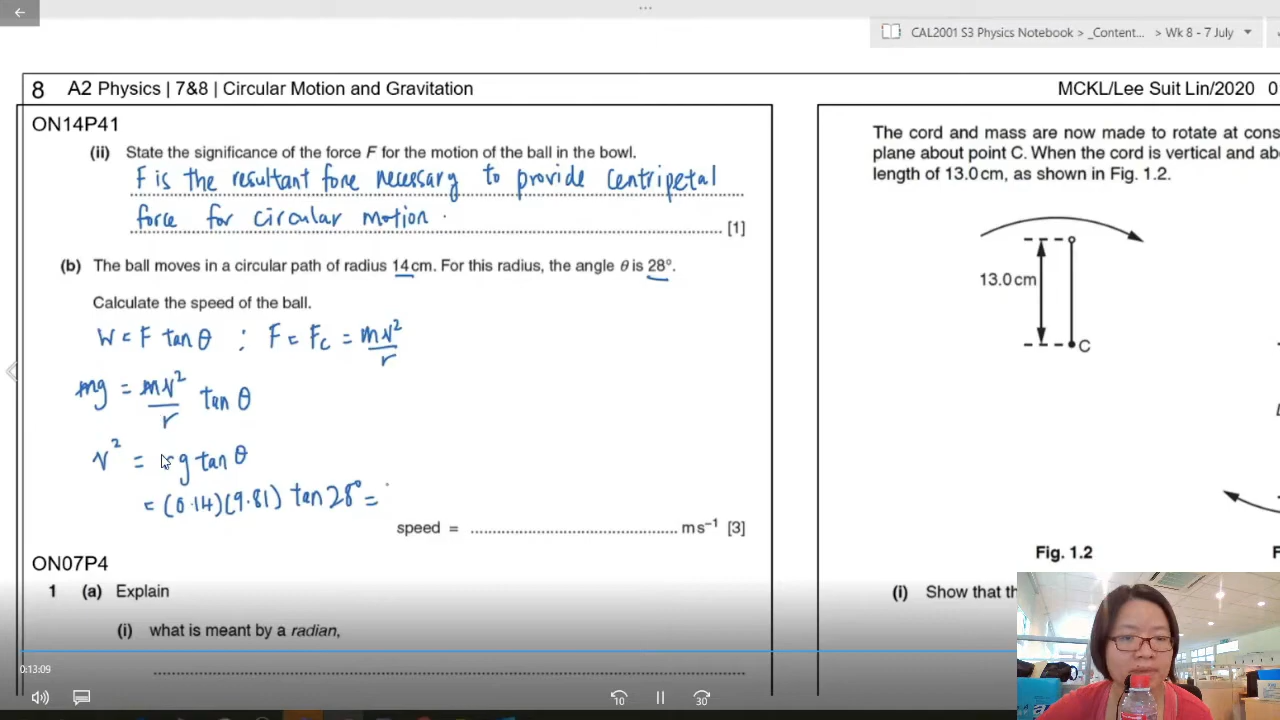 CAL2001 S3 Physics Notebook > _Content... > Wk 8 - 7 July
8 A2 Physics | 7&8 | Circular Motion and Gravitation
MCKL/Lee Suit Lin/2020 0
ON14P41
(ii) State the significance of the force F for the motion of the ball in the bowl.
F is the resultant force necessary to provide centripetal
force for circular motion.
[1]
(b) The ball moves in a circular path of radius 14 cm. For this radius, the angle θ is 28°.
Calculate the speed of the ball.
W = F tan θ ; F = Fc = mv²/r
mg = mv²/r tan θ
v² = rg tan θ
= (0.14)(9.81) tan 28° =
speed = ms⁻¹ [3]
ON07P4
1 (a) Explain
(i) what is meant by a radian,
The cord and mass are now made to rotate at cons
plane about point C. When the cord is vertical and ab
length of 13.0 cm, as shown in Fig. 1.2.
13.0 cm
C
Fig. 1.2
F
(i) Show that th
0:13:09
10
30